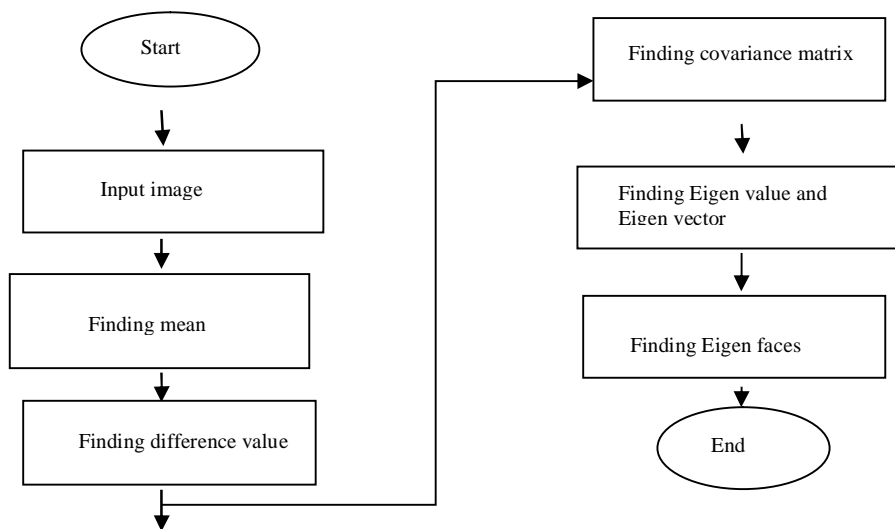 Start
Input image
Finding mean
Finding difference value
Finding covariance matrix
Finding Eigen value and
Eigen vector
Finding Eigen faces
End